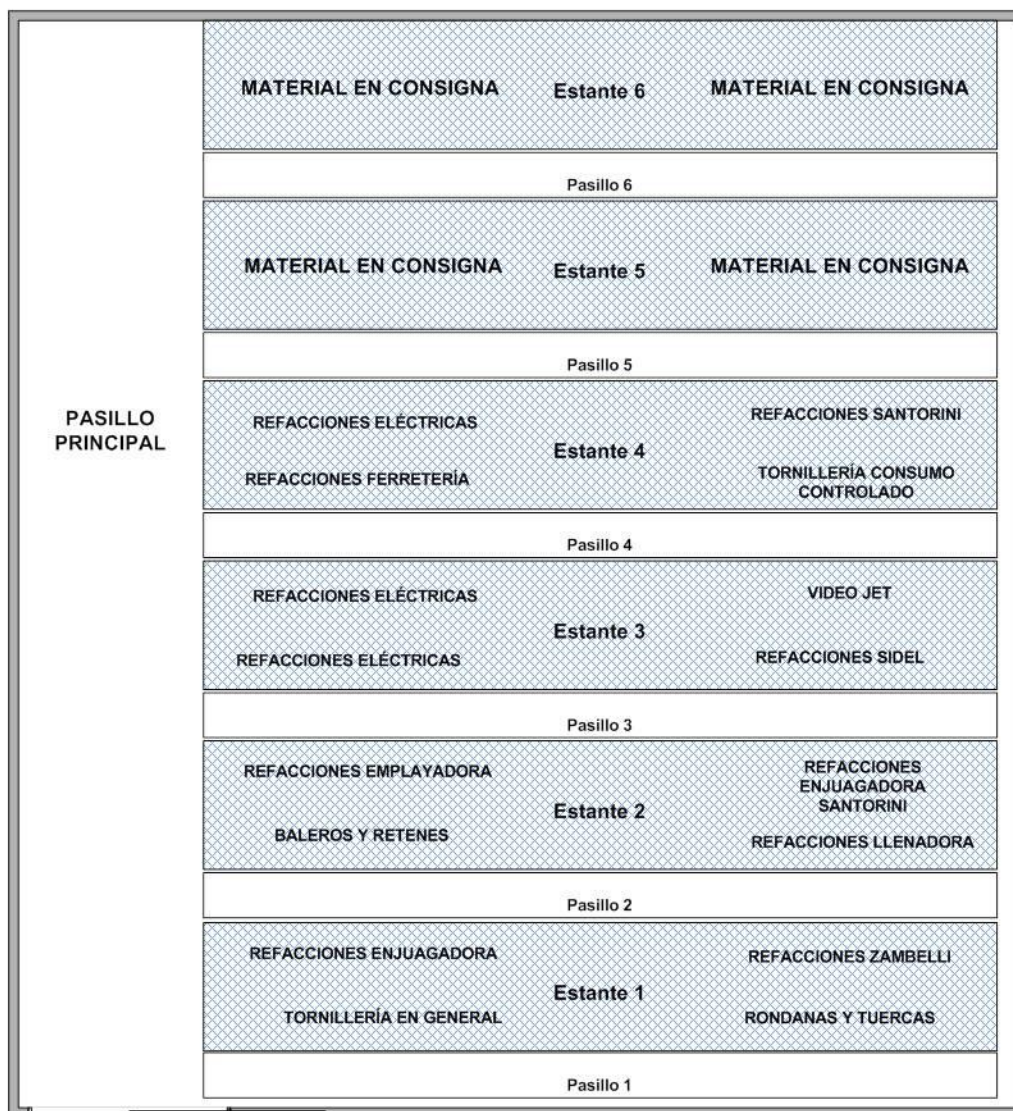 MATERIAL EN CONSIGNA
Estante 6
MATERIAL EN CONSIGNA
Pasillo 6
MATERIAL EN CONSIGNA
Estante 5
MATERIAL EN CONSIGNA
Pasillo 5
PASILLO
PRINCIPAL
REFACCIONES ELÉCTRICAS
REFACCIONES FERRETERÍA
Estante 4
REFACCIONES SANTORINI
TORNILLERÍA CONSUMO
CONTROLADO
Pasillo 4
REFACCIONES ELÉCTRICAS
REFACCIONES ELÉCTRICAS
Estante 3
VIDEO JET
REFACCIONES SIDEL
Pasillo 3
REFACCIONES EMPLAYADORA
BALEROS Y RETENES
Estante 2
REFACCIONES
ENJUAGADORA
SANTORINI
REFACCIONES LLENADORA
Pasillo 2
REFACCIONES ENJUAGADORA
TORNILLERÍA EN GENERAL
Estante 1
REFACCIONES ZAMBELLI
RONDANAS Y TUERCAS
Pasillo 1